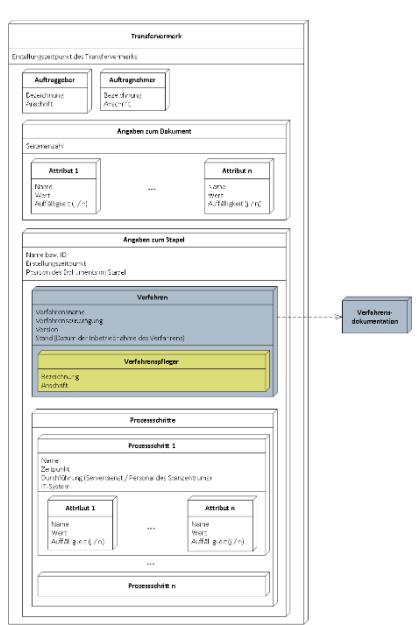 Transfervermerk
Erstellungszeitpunkt des Transfervermerks
Auftraggeber
Bezeichnung
Anschrift
Auftragnehmer
Bezeichnung
Anschrift
Angaben zum Dokument
Seitenanzahl
Attribut 1
Name
Wert
Auffälligkeit (j/n)
...
Attribut n
Name
Wert
Auffälligkeit (j/n)
Angaben zum Stapel
Name bzw. ID
Erstellungszeitpunkt
Position des Dokuments im Stapel
Verfahren
Verfahrensname
Version
Stand (Datum der Inbetriebnahme des Verfahrens)
Verfahrenspfleger
Bezeichnung
Anschrift
Verfahrens-
dokumentation
Prozessschritte
Prozessschritt 1
Name
Zeitpunkt
Durchführung (Serverdienst / Personal des Scanzentrums)
IT-System
Attribut 1
Name
Wert
Auffälligkeit (j/n)
...
Attribut n
Name
Wert
Auffälligkeit (j/n)
...
Prozessschritt n